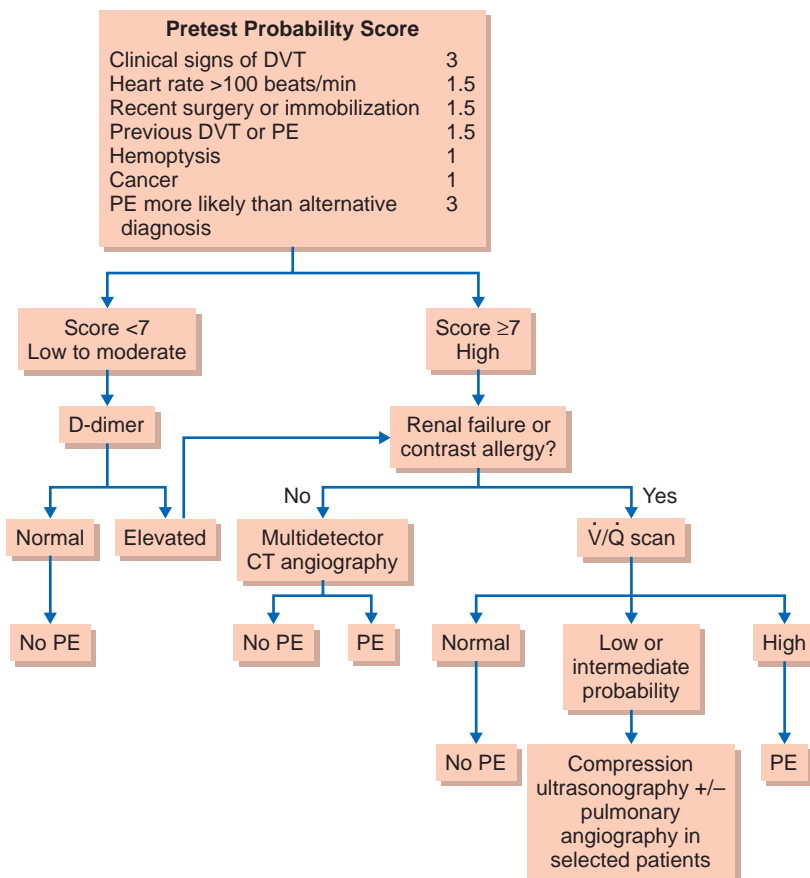 Pretest Probability Score
Clinical signs of DVT 3
Heart rate >100 beats/min 1.5
Recent surgery or immobilization 1.5
Previous DVT or PE 1.5
Hemoptysis 1
Cancer 1
PE more likely than alternative 3
diagnosis
Score <7
Low to moderate
Score ≥7
High
D-dimer
Renal failure or
contrast allergy?
No
Yes
Normal
Elevated
Multidetector
CT angiography
V̇/Q̇ scan
No PE
No PE
PE
Normal
Low or
intermediate
probability
High
No PE
Compression
ultrasonography +/–
pulmonary
angiography in
selected patients
PE